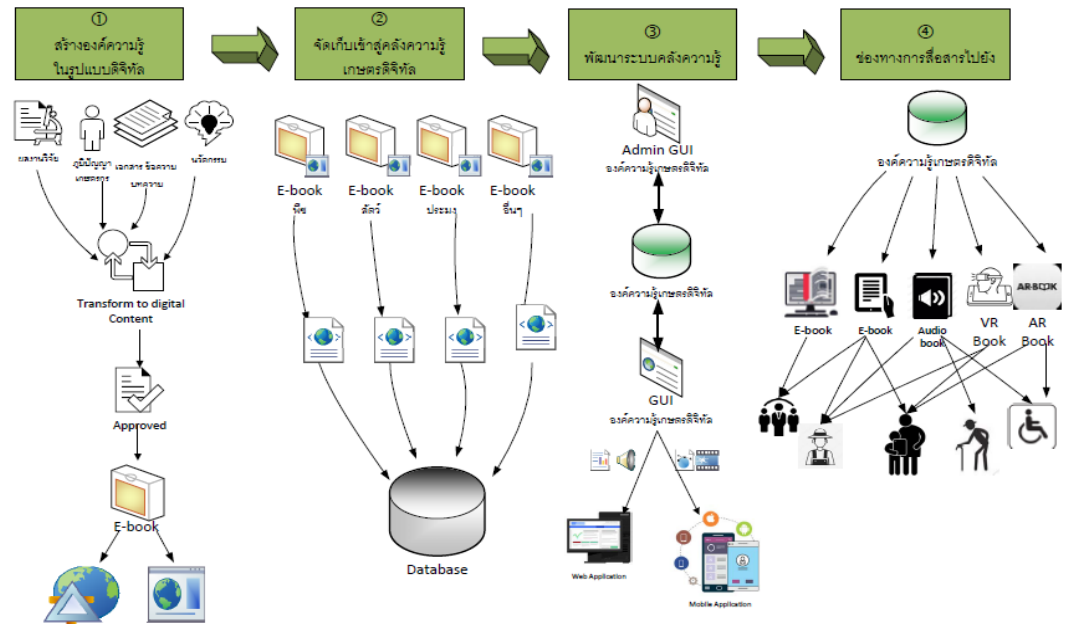 ①
สร้างองค์ความรู้
ในรูปแบบดิจิทัล
②
จัดเก็บเข้าสู่คลังความรู้
เกษตรดิจิทัล
③
พัฒนาระบบคลังความรู้
④
ช่องทางการสื่อสารไปยัง
ผลงานวิจัย
ภูมิปัญญา
เกษตรกร
เอกสาร ข้อความ
บทความ
นวัตกรรม
Transform to digital
Content
Approved
E-book
E-book
พืช
E-book
สัตว์
E-book
ประมง
E-book
อื่นๆ
Database
Admin GUI
องค์ความรู้เกษตรดิจิทัล
องค์ความรู้เกษตรดิจิทัล
GUI
องค์ความรู้เกษตรดิจิทัล
Web Application
Mobile Application
องค์ความรู้เกษตรดิจิทัล
E-book
E-book
Audio
book
VR
Book
AR-BOOK
AR
Book